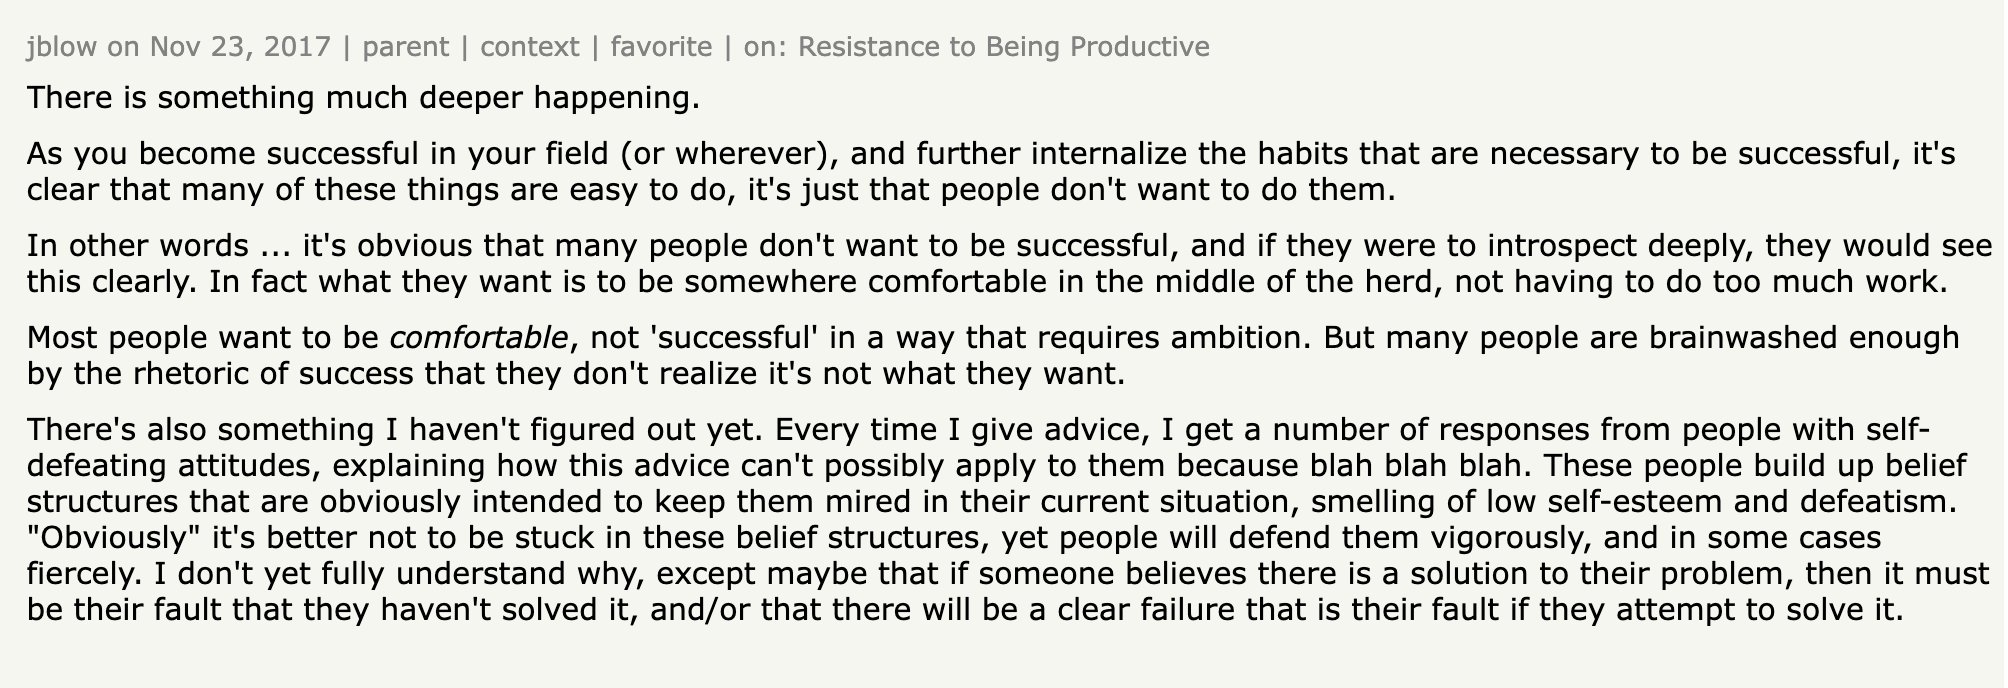 jblow on Nov 23, 2017 | parent | context | favorite | on: Resistance to Being Productive
There is something much deeper happening.
As you become successful in your field (or wherever), and further internalize the habits that are necessary to be successful, it's
clear that many of these things are easy to do, it's just that people don't want to do them.
In other words ... it's obvious that many people don't want to be successful, and if they were to introspect deeply, they would see
this clearly. In fact what they want is to be somewhere comfortable in the middle of the herd, not having to do too much work.
Most people want to be comfortable, not 'successful' in a way that requires ambition. But many people are brainwashed enough
by the rhetoric of success that they don't realize it's not what they want.
There's also something I haven't figured out yet. Every time I give advice, I get a number of responses from people with self-
defeating attitudes, explaining how this advice can't possibly apply to them because blah blah blah. These people build up belief
structures that are obviously intended to keep them mired in their current situation, smelling of low self-esteem and defeatism.
"Obviously" it's better not to be stuck in these belief structures, yet people will defend them vigorously, and in some cases
fiercely. I don't yet fully understand why, except maybe that if someone believes there is a solution to their problem, then it must
be their fault that they haven't solved it, and/or that there will be a clear failure that is their fault if they attempt to solve it.